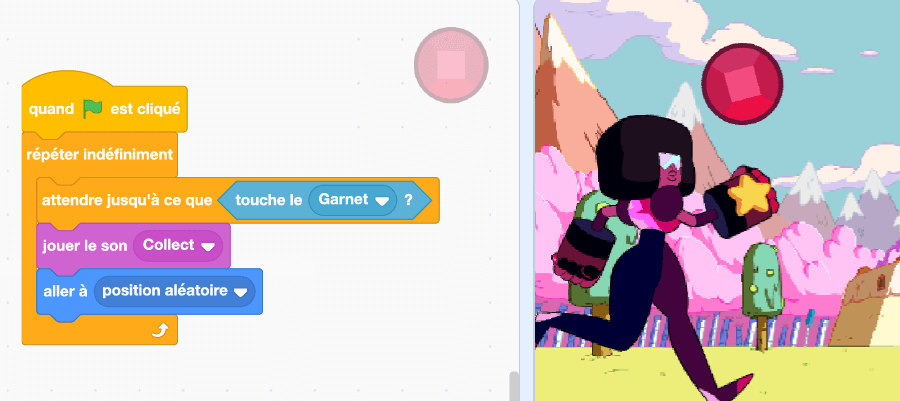 quand est cliqué
répéter indéfiniment
attendre jusqu'à ce que touche le Garnet ?
jouer le son Collect
aller à position aléatoire